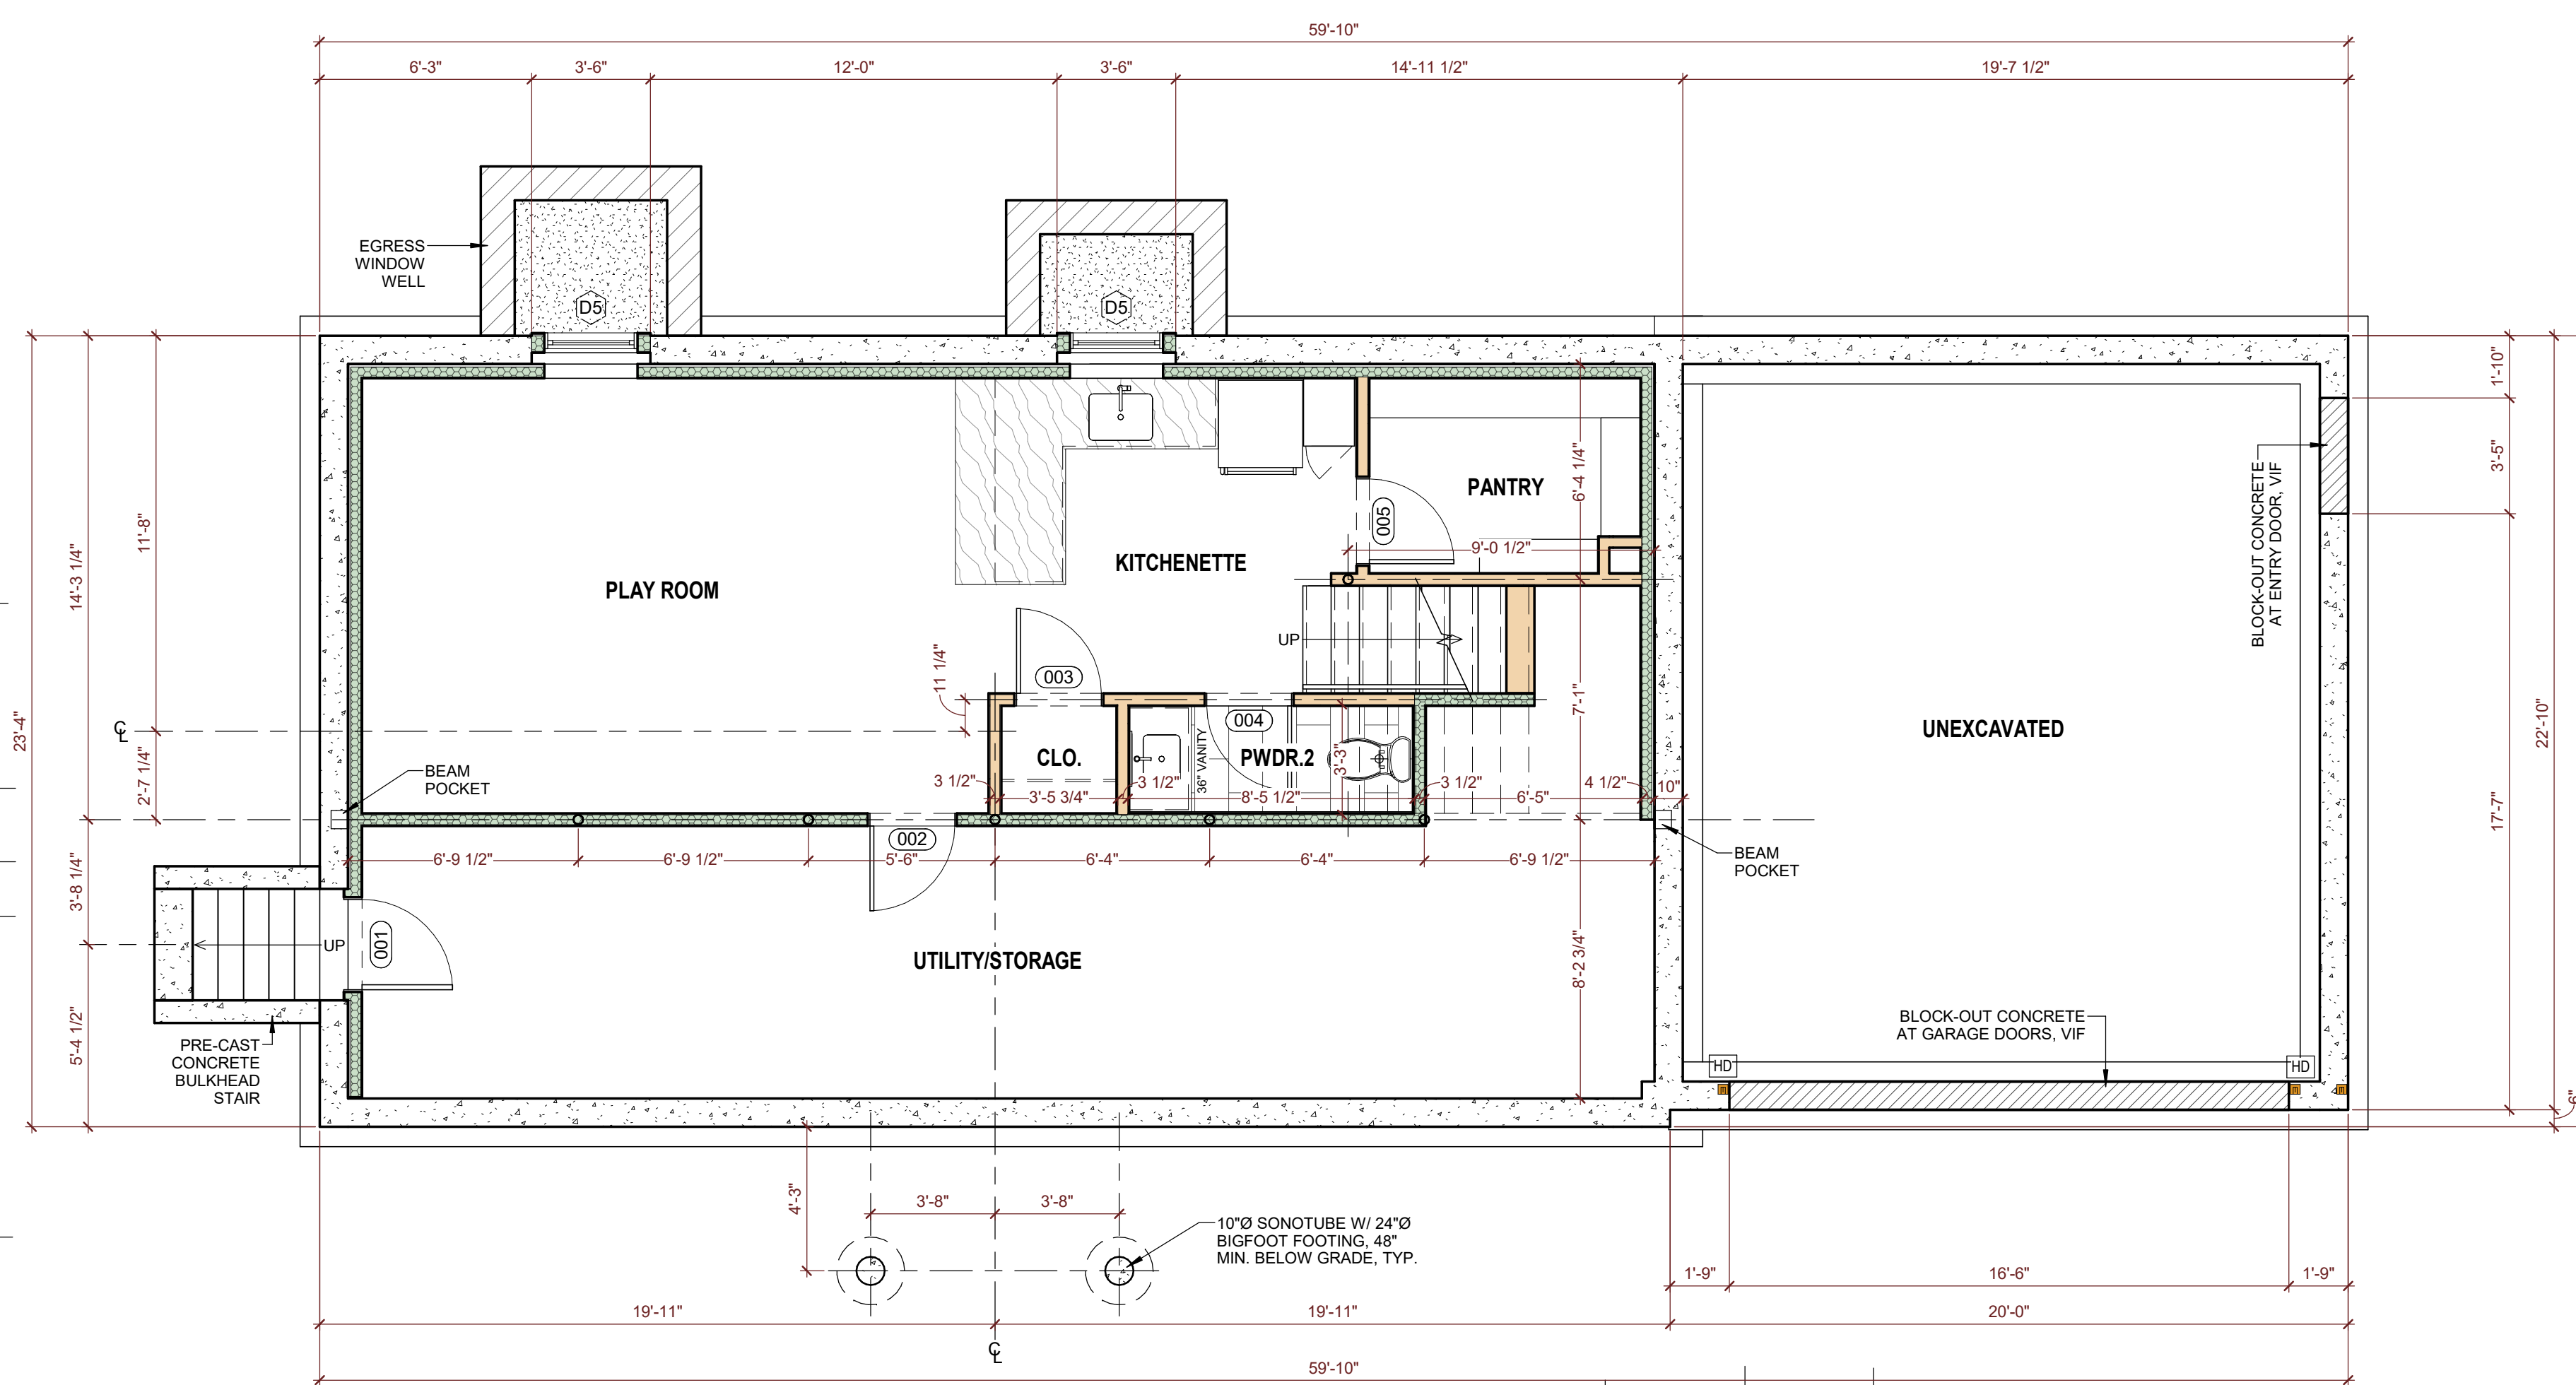 59'-10"
6'-3"
3'-6"
12'-0"
3'-6"
14'-11 1/2"
19'-7 1/2"
EGRESS
WINDOW
WELL
D5
D5
1'-10"
3'-5"
17'-7"
22'-10"
6"
BLOCK-OUT CONCRETE
AT ENTRY DOOR, VIF
11'-8"
14'-3 1/4"
23'-4"
2'-7 1/4"
3'-8 1/4"
5'-4 1/2"
PANTRY
005
6'-4 1/4"
9'-0 1/2"
KITCHENETTE
PLAY ROOM
UP
11 1/4"
003
7'-1"
004
UNEXCAVATED
CLO.
36" VANITY
PWDR.2
3'-3"
BEAM
POCKET
3 1/2"
3'-5 3/4"
3 1/2"
8'-5 1/2"
3 1/2"
6'-5"
4 1/2"
10"
002
6'-9 1/2"
6'-9 1/2"
5'-6"
6'-4"
6'-4"
6'-9 1/2"
BEAM
POCKET
UP
001
UTILITY/STORAGE
8'-2 3/4"
BLOCK-OUT CONCRETE
AT GARAGE DOORS, VIF
HD
HD
PRE-CAST
CONCRETE
BULKHEAD
STAIR
4'-3"
3'-8"
3'-8"
10"Ø SONOTUBE W/ 24"Ø
BIGFOOT FOOTING, 48"
MIN. BELOW GRADE, TYP.
1'-9"
16'-6"
1'-9"
19'-11"
19'-11"
20'-0"
59'-10"